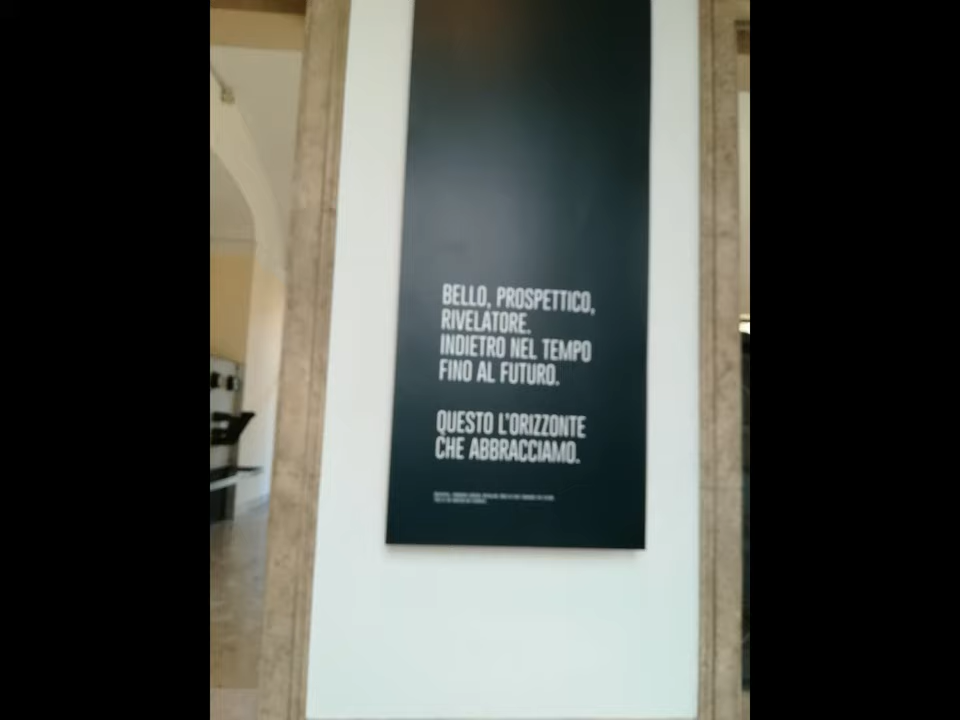 BELLO, PROSPETTICO,
RIVELATORE.
INDIETRO NEL TEMPO
FINO AL FUTURO.
QUESTO L'ORIZZONTE
CHE ABBRACCIAMO.